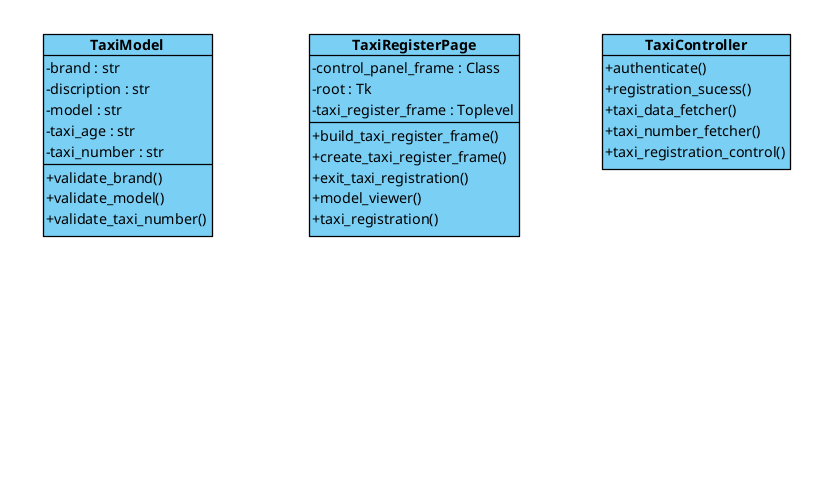 TaxiModel
-brand : str
-discription : str
-model : str
-taxi_age : str
-taxi_number : str
+validate_brand()
+validate_model()
+validate_taxi_number()
TaxiRegisterPage
-control_panel_frame : Class
-root : Tk
-taxi_register_frame : Toplevel
+build_taxi_register_frame()
+create_taxi_register_frame()
+exit_taxi_registration()
+model_viewer()
+taxi_registration()
TaxiController
+authenticate()
+registration_sucess()
+taxi_data_fetcher()
+taxi_number_fetcher()
+taxi_registration_control()